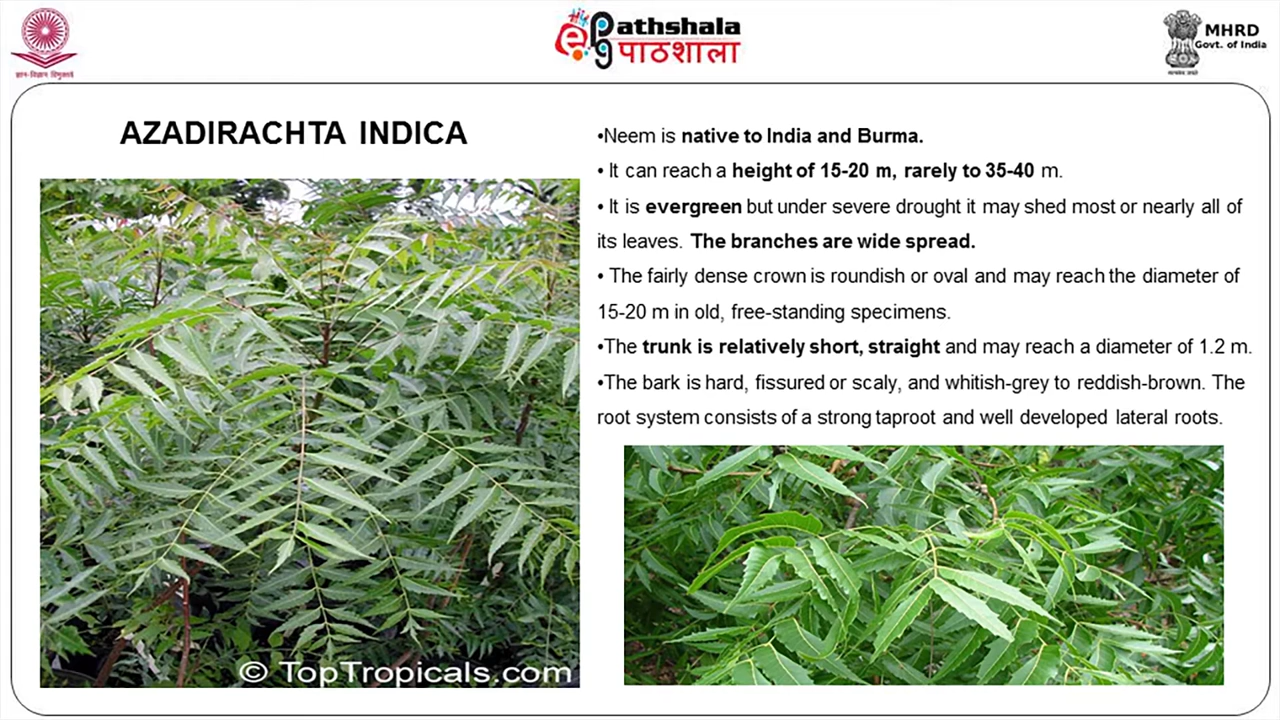 ज्ञान-विज्ञान विमुक्तये
ePathshala
पाठशाला
MHRD
Govt. of India
सत्यमेव जयते
AZADIRACHTA INDICA
•Neem is native to India and Burma.
• It can reach a height of 15-20 m, rarely to 35-40 m.
• It is evergreen but under severe drought it may shed most or nearly all of
its leaves. The branches are wide spread.
• The fairly dense crown is roundish or oval and may reach the diameter of
15-20 m in old, free-standing specimens.
•The trunk is relatively short, straight and may reach a diameter of 1.2 m.
•The bark is hard, fissured or scaly, and whitish-grey to reddish-brown. The
root system consists of a strong taproot and well developed lateral roots.
© TopTropicals.com